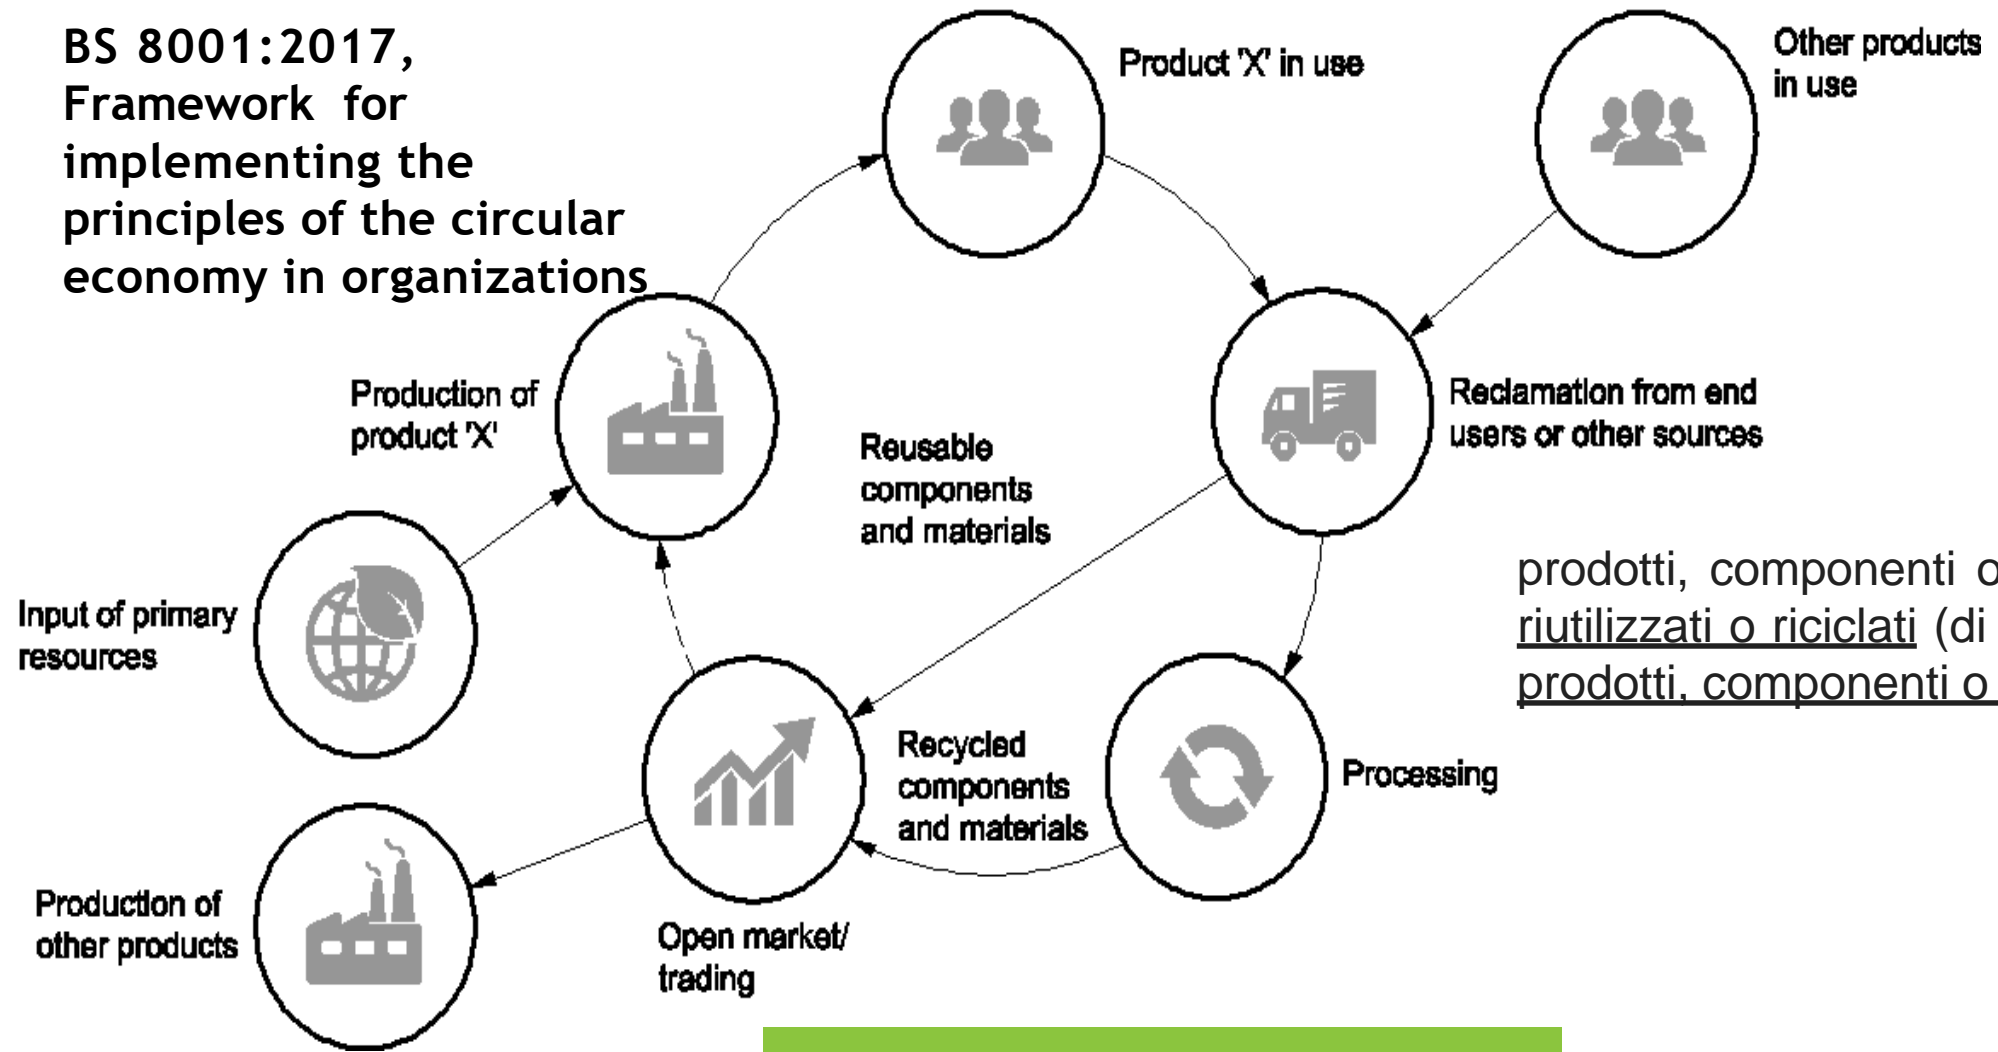 BS 8001:2017,
Framework for
implementing the
principles of the circular
economy in organizations
Product 'X' in use
Other products
in use
Production of
product 'X'
Reusable
components
and materials
Reclamation from end
users or other sources
Input of primary
resources
prodotti, componenti o
riutilizzati o riciclati (di
prodotti, componenti o
Recycled
components
and materials
Processing
Production of
other products
Open market/
trading